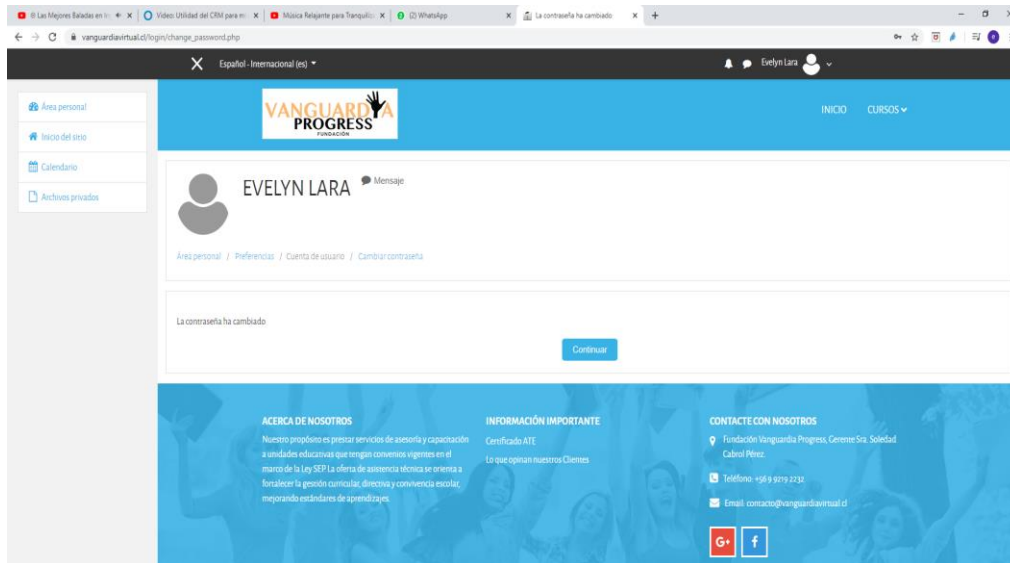 Las Mejores Baladas en In
Video: Utilidad del CRM para
Música Relajante para Tranquiliz
(2) WhatsApp
La contraseña ha cambiado
vanguardiavirtual.cl/login/change_password.php
Español - Internacional (es)
Evelyn Lara
VANGUARDIA
PROGRESS
FUNDACIÓN
INICIO CURSOS
Área personal
Inicio del sitio
Calendario
Archivos privados
EVELYN LARA Mensaje
Área personal / Preferencias / Cuenta de usuario / Cambiar contraseña
La contraseña ha cambiado.
Continuar
ACERCA DE NOSOTROS
Nuestro propósito es prestar servicios de asesoría y capacitación
a unidades educativas que tengan convenios vigentes en el
marco de la Ley SEP La oferta de asistencia técnica se orienta a
fortalecer la gestión curricular, directiva y convivencia escolar,
mejorando estándares de aprendizajes.
INFORMACIÓN IMPORTANTE
Certificado ATE
Lo que opinan nuestros Clientes
CONTACTE CON NOSOTROS
Fundación Vanguardia Progress, Gerente Sra. Soledad
Cabrol Pérez.
Teléfono: +56 9 9219 2232
Email: contacto@vanguardiavirtual.cl
G+ f